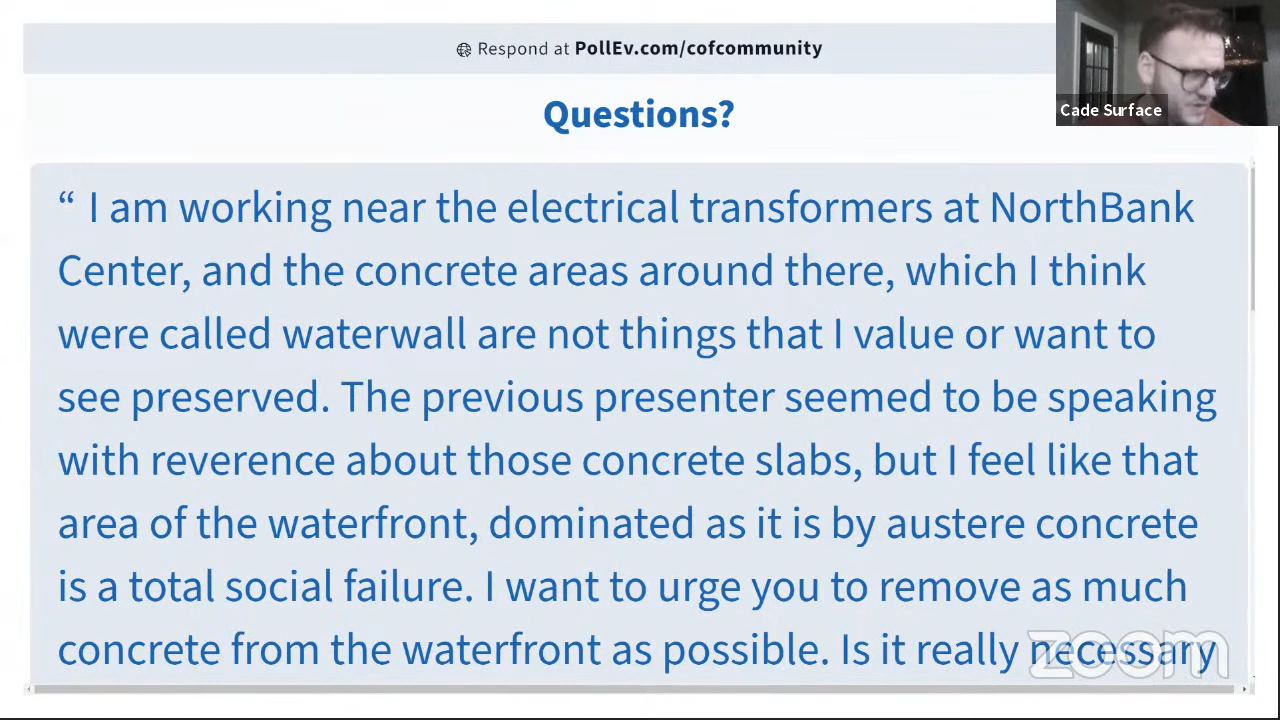 Respond at PollEv.com/cofcommunity
Cade Surface
Questions?
“ I am working near the electrical transformers at NorthBank
Center, and the concrete areas around there, which I think
were called waterwall are not things that I value or want to
see preserved. The previous presenter seemed to be speaking
with reverence about those concrete slabs, but I feel like that
area of the waterfront, dominated as it is by austere concrete
is a total social failure. I want to urge you to remove as much
concrete from the waterfront as possible. Is it really necessary
zoom